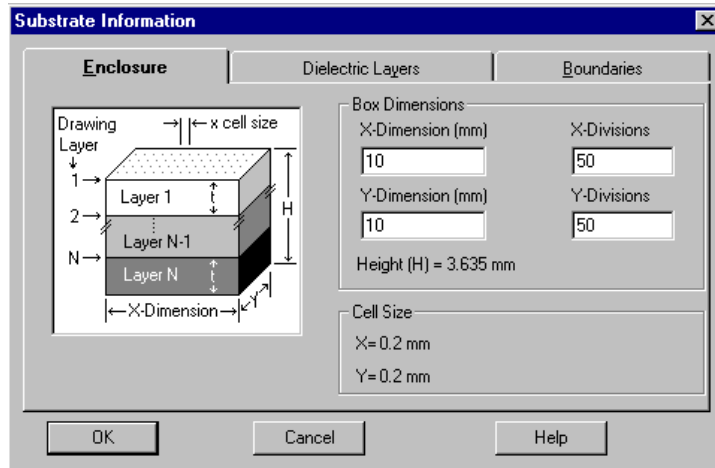 Substrate Information
Enclosure
Dielectric Layers
Boundaries
Drawing
Layer
x cell size
1
Layer 1
t
H
2
Layer N-1
N
Layer N
t
X-Dimension
Y
Box Dimensions
X-Dimension (mm)
X-Divisions
10
50
Y-Dimension (mm)
Y-Divisions
10
50
Height (H) = 3.635 mm
Cell Size
X= 0.2 mm
Y= 0.2 mm
OK
Cancel
Help